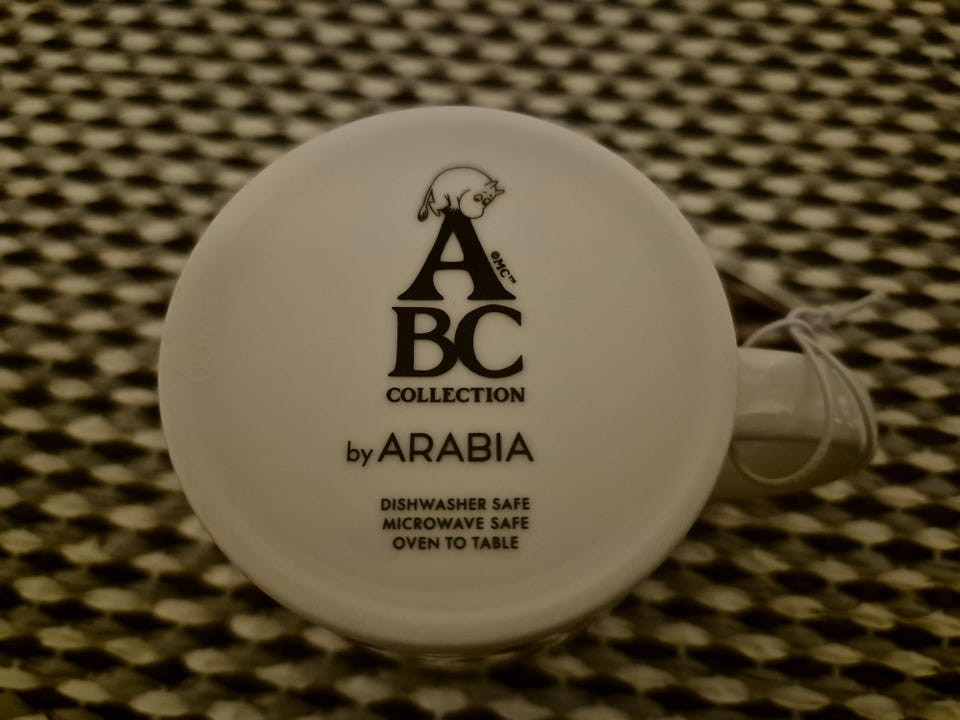 A
©MC™
BC
COLLECTION
by ARABIA
DISHWASHER SAFE
MICROWAVE SAFE
OVEN TO TABLE